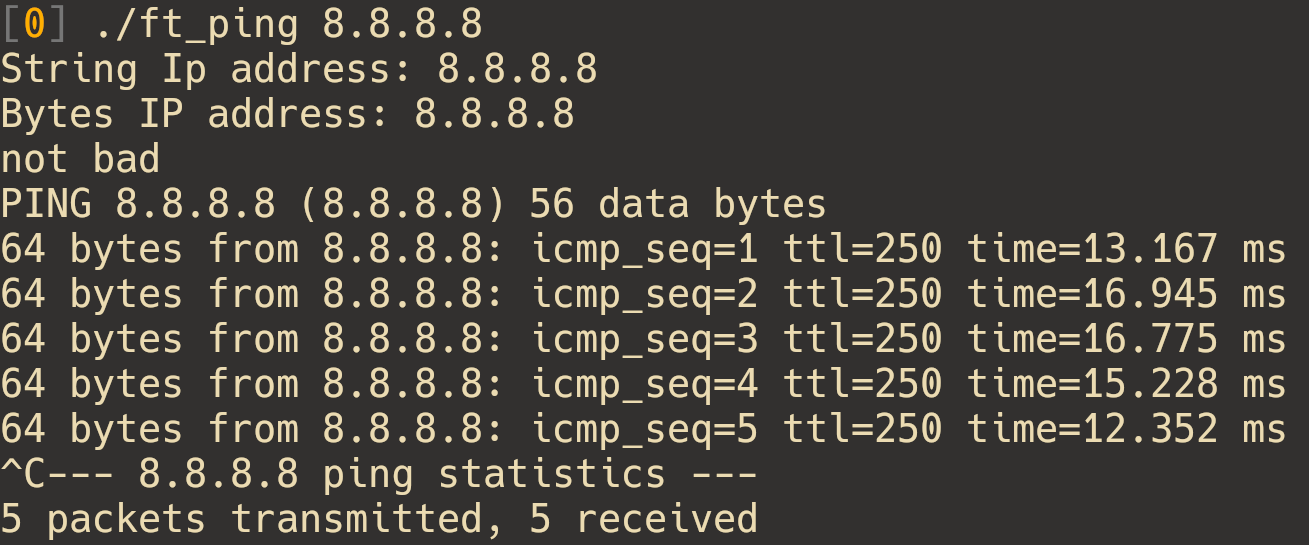 [0] ./ft_ping 8.8.8.8
String Ip address: 8.8.8.8
Bytes IP address: 8.8.8.8
not bad
PING 8.8.8.8 (8.8.8.8) 56 data bytes
64 bytes from 8.8.8.8: icmp_seq=1 ttl=250 time=13.167 ms
64 bytes from 8.8.8.8: icmp_seq=2 ttl=250 time=16.945 ms
64 bytes from 8.8.8.8: icmp_seq=3 ttl=250 time=16.775 ms
64 bytes from 8.8.8.8: icmp_seq=4 ttl=250 time=15.228 ms
64 bytes from 8.8.8.8: icmp_seq=5 ttl=250 time=12.352 ms
^C--- 8.8.8.8 ping statistics ---
5 packets transmitted, 5 received